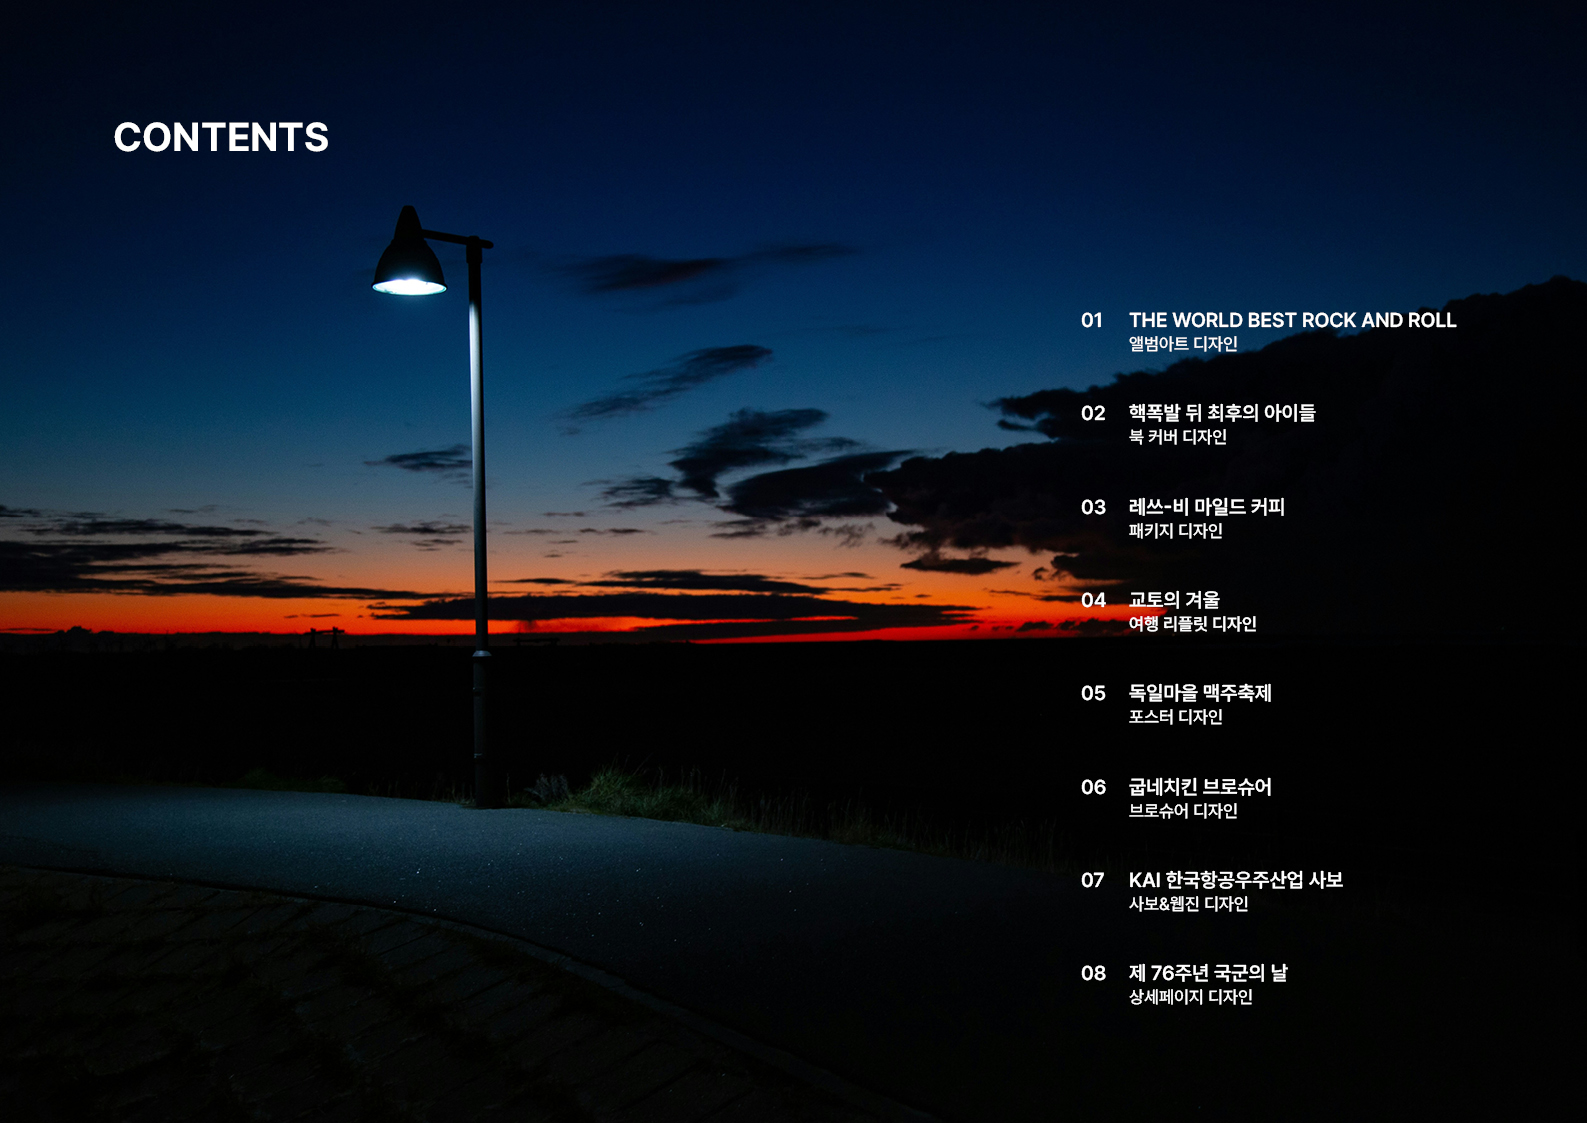 CONTENTS
01 THE WORLD BEST ROCK AND ROLL
앨범아트 디자인
02 핵폭발 뒤 최후의 아이들
북 커버 디자인
03 레쓰-비 마일드 커피
패키지 디자인
04 교토의 겨울
여행 리플릿 디자인
05 독일마을 맥주축제
포스터 디자인
06 굽네치킨 브로슈어
브로슈어 디자인
07 KAI 한국항공우주산업 사보
사보&웹진 디자인
08 제 76주년 국군의 날
상세페이지 디자인